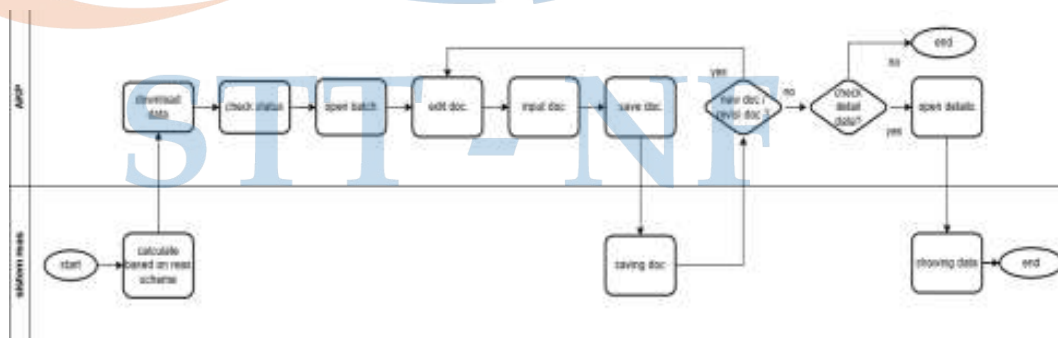 STT - NF
end
yes
no
no
download
data
check status
open batch
edit doc.
input doc
save doc.
new doc /
revisi doc ?
check
detail
data?
open details
yes
sistem reas
start
calculate
based on reas
scheme
saving doc
showing data
end